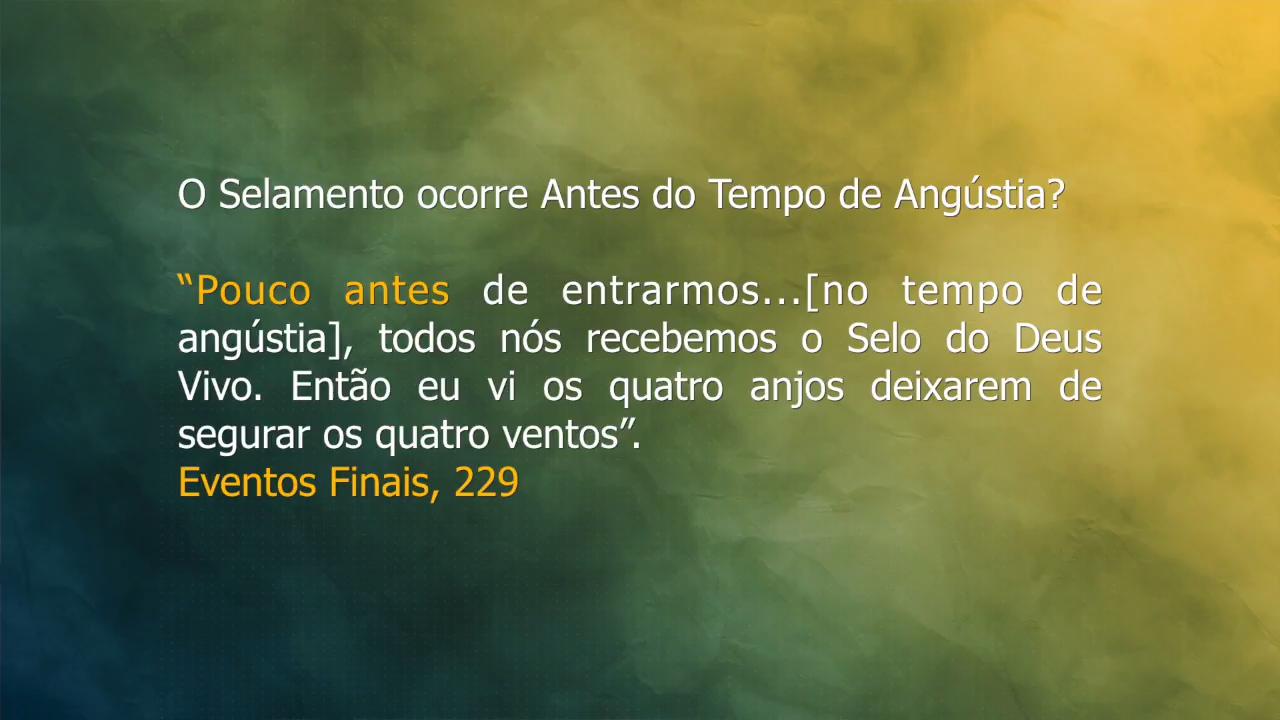 O Selamento ocorre Antes do Tempo de Angústia?
“Pouco antes de entrarmos...[no tempo de
angústia], todos nós recebemos o Selo do Deus
Vivo. Então eu vi os quatro anjos deixarem de
segurar os quatro ventos”.
Eventos Finais, 229